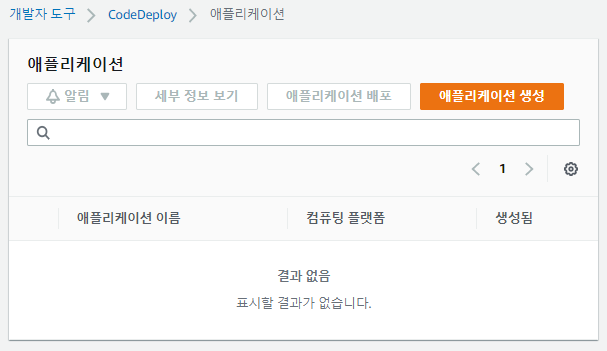 개발자 도구 > CodeDeploy > 애플리케이션
애플리케이션
알림 ▼ 세부 정보 보기 애플리케이션 배포 애플리케이션 생성
< 1 >
애플리케이션 이름 컴퓨팅 플랫폼 생성됨
결과 없음
표시할 결과가 없습니다.